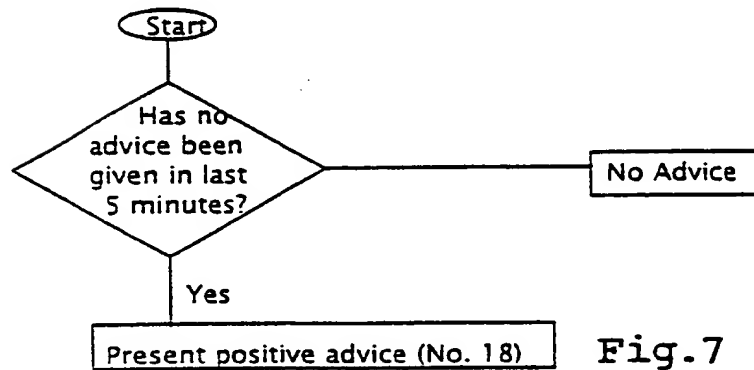 Start
Has no
advice been
given in last
5 minutes?
No Advice
Yes
Present positive advice (No. 18)
Fig.7